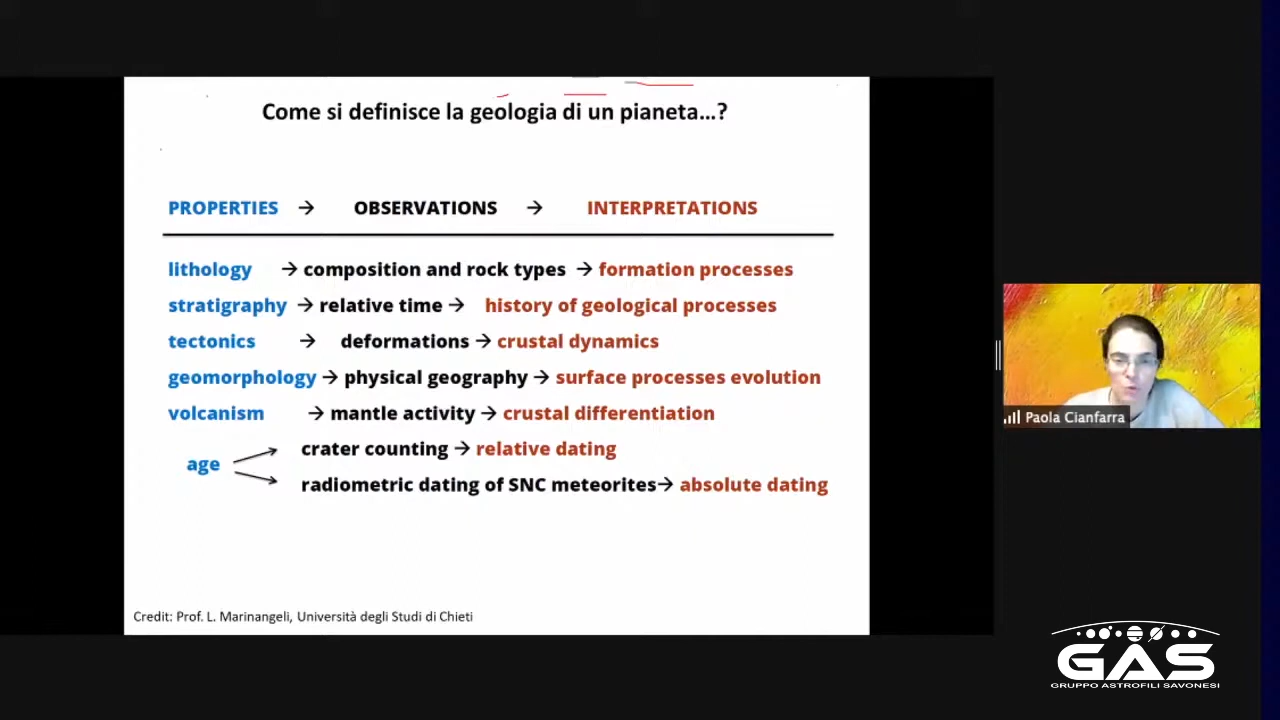 Come si definisce la geologia di un pianeta...?
PROPERTIES → OBSERVATIONS → INTERPRETATIONS
lithology → composition and rock types → formation processes
stratigraphy → relative time → history of geological processes
tectonics → deformations → crustal dynamics
geomorphology → physical geography → surface processes evolution
volcanism → mantle activity → crustal differentiation
age
crater counting → relative dating
radiometric dating of SNC meteorites → absolute dating
Credit: Prof. L. Marinangeli, Università degli Studi di Chieti
Paola Cianfarra
GAS
GRUPPO ASTROFILI SAVONESI